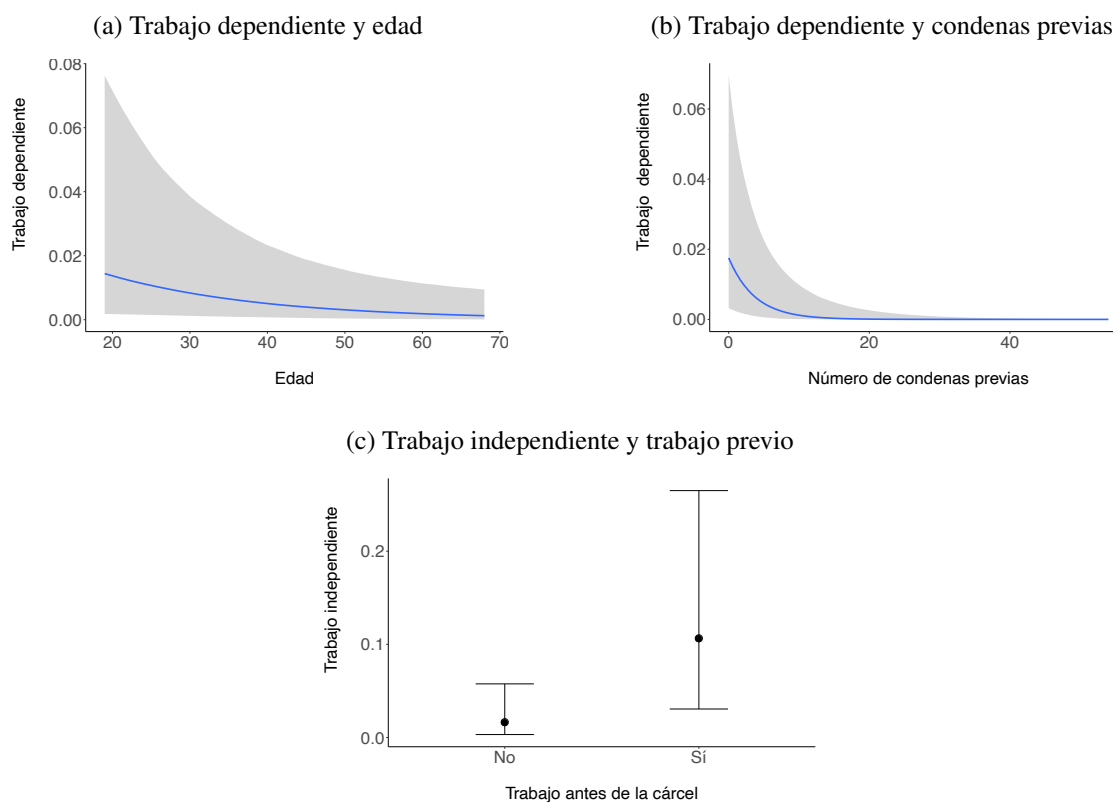 (a) Trabajo dependiente y edad
0.08
0.06
0.04
0.02
0.00
Trabajo dependiente
20 30 40 50 60 70
Edad
(b) Trabajo dependiente y condenas previas
0.06
0.04
0.02
0.00
Trabajo dependiente
0 20 40
Número de condenas previas
(c) Trabajo independiente y trabajo previo
0.2
0.1
0.0
Trabajo independiente
No Sí
Trabajo antes de la cárcel